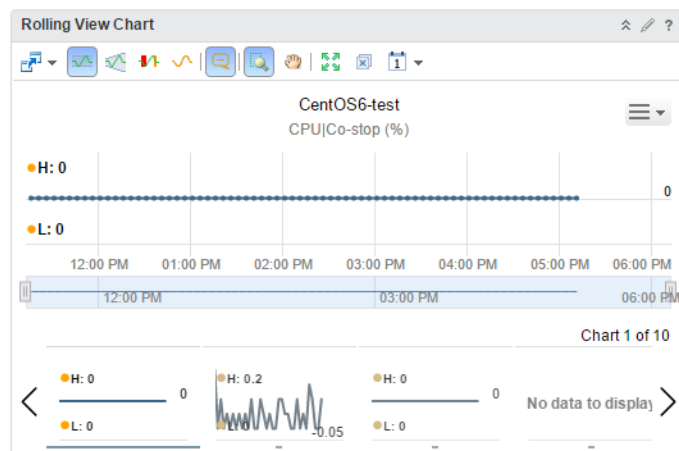 Rolling View Chart
?
1
CentOS6-test
CPU|Co-stop (%)
H: 0
0
L: 0
12:00 PM 01:00 PM 02:00 PM 03:00 PM 04:00 PM 05:00 PM 06:00 PM
12:00 PM 03:00 PM 06:00 PM
Chart 1 of 10
H: 0 H: 0.2 H: 0
0 0 No data to display
L: 0 L: 0 -0.05 L: 0